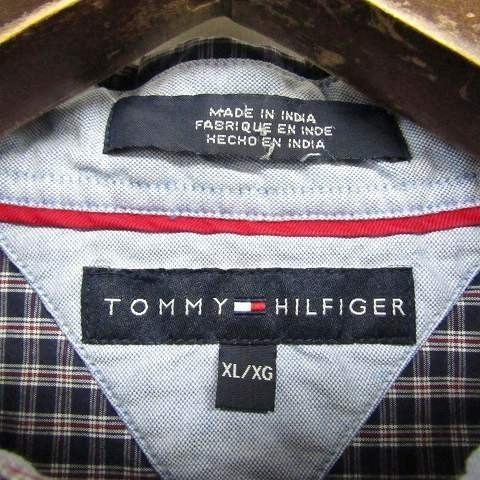 MADE IN INDIA
FABRIQUE EN INDE
HECHO EN INDIA
TOMMY HILFIGER
XL/XG